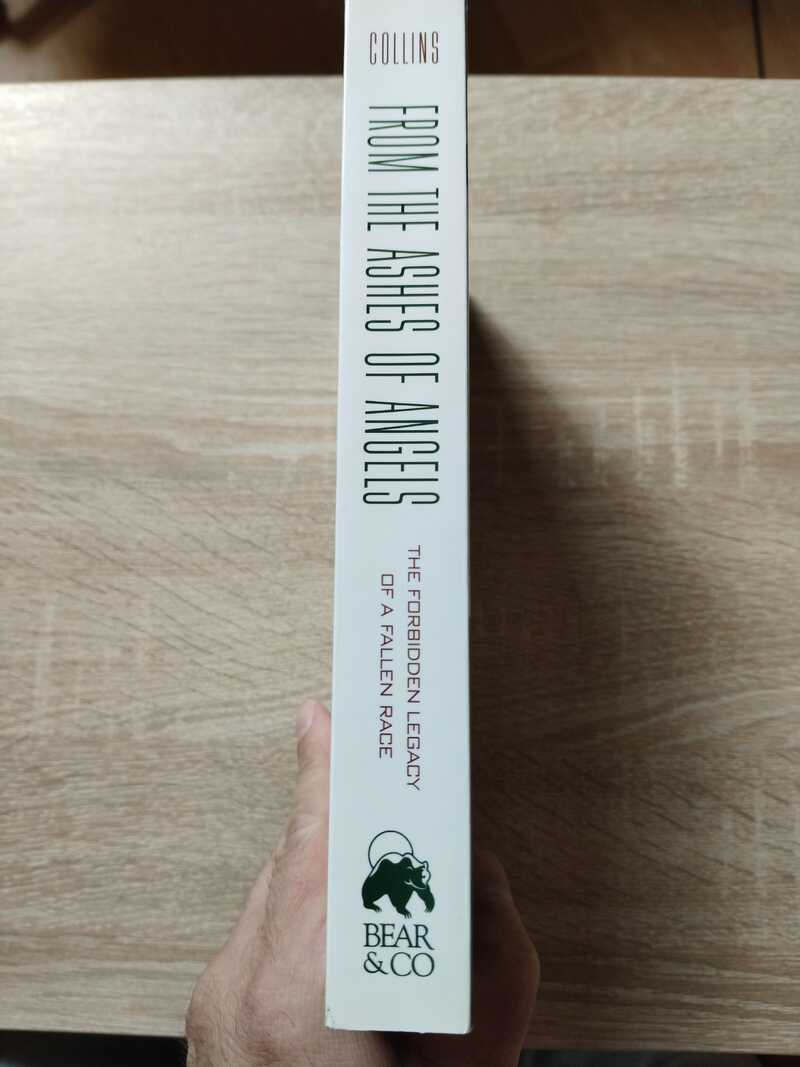 COLLINS
FROM THE ASHES OF ANGELS
THE FORBIDDEN LEGACY
OF A FALLEN RACE
BEAR
& CO